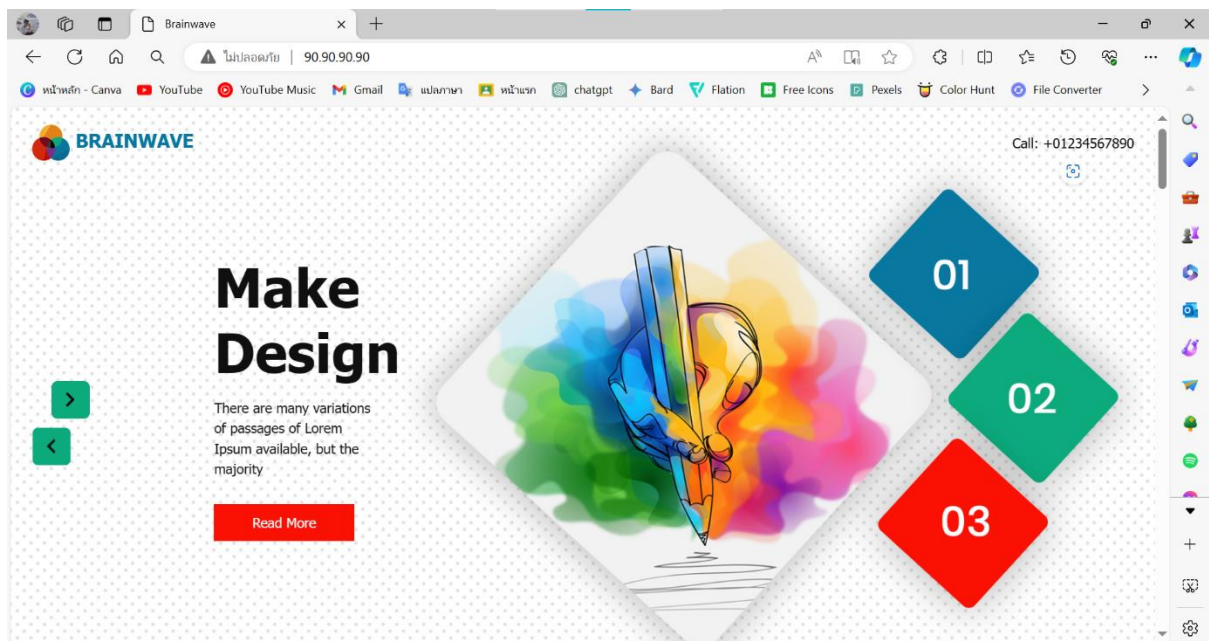 Brainwave
ไม่ปลอดภัย | 90.90.90.90
หน้าหลัก - Canva YouTube YouTube Music Gmail แปลภาษา หน้าแรก chatgpt Bard Flation Free Icons Pexels Color Hunt File Converter
BRAINWAVE
Call: +01234567890
Make
Design
There are many variations
of passages of Lorem
Ipsum available, but the
majority
Read More
01
02
03